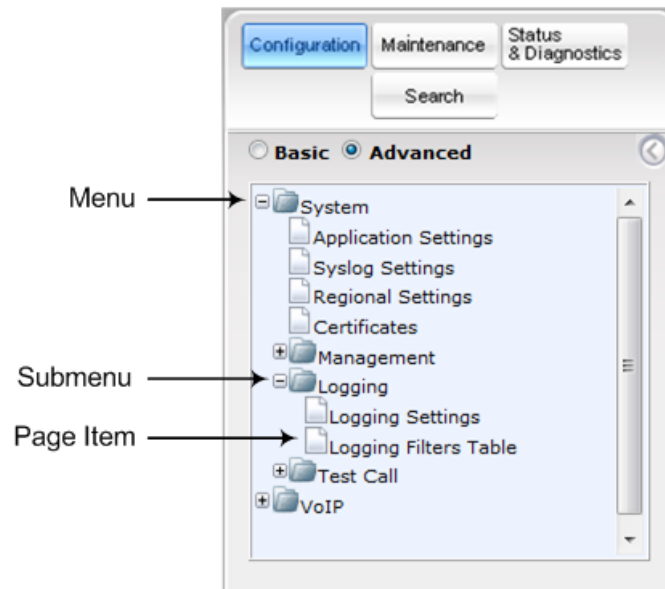 Configuration
Maintenance
Status
& Diagnostics
Search
Basic
Advanced
Menu
System
Application Settings
Syslog Settings
Regional Settings
Certificates
Management
Submenu
Logging
Logging Settings
Page Item
Logging Filters Table
Test Call
VoIP